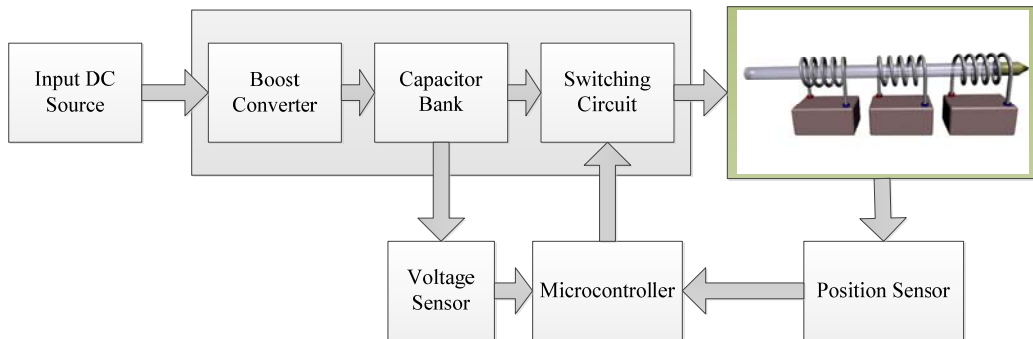 Input DC
Source
Boost
Converter
Capacitor
Bank
Switching
Circuit
Voltage
Sensor
Microcontroller
Position Sensor